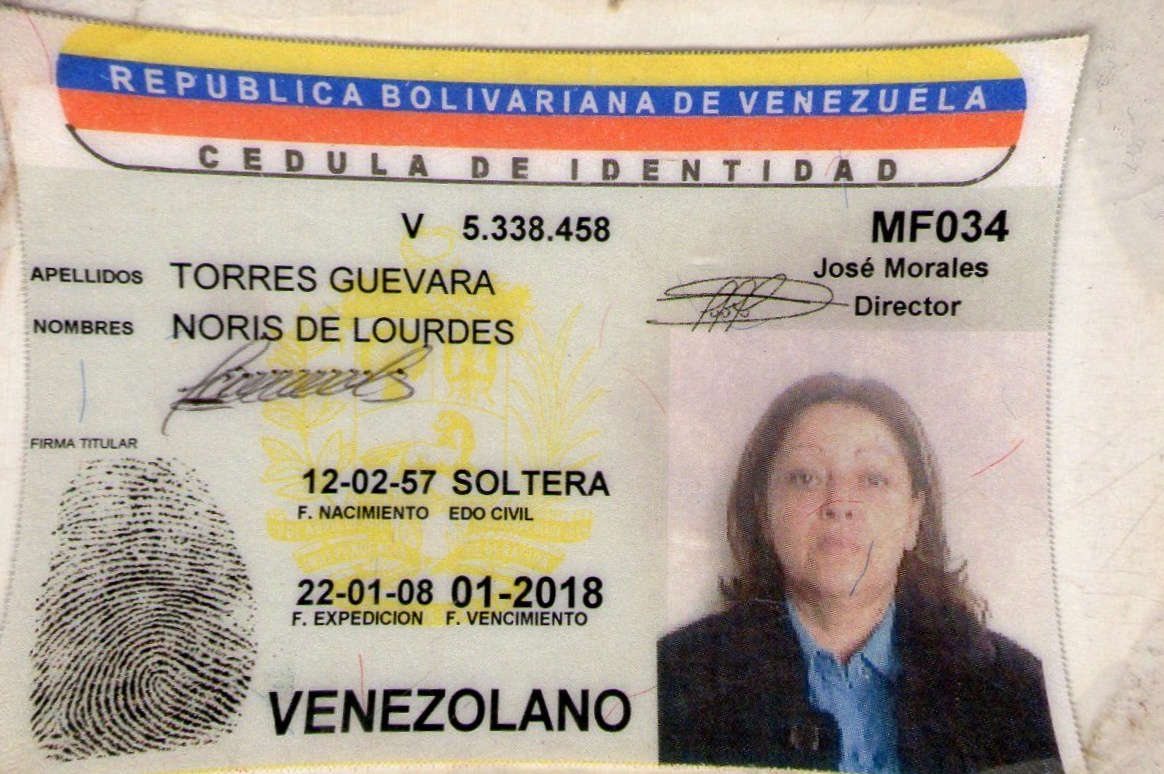 REPUBLICA BOLIVARIANA DE VENEZUELA
CEDULA DE IDENTIDAD
V 5.338.458 MF034
José Morales
Director
APELLIDOS TORRES GUEVARA
NOMBRES NORIS DE LOURDES
FIRMA TITULAR
12-02-57 SOLTERA
F. NACIMIENTO EDO CIVIL
22-01-08 01-2018
F. EXPEDICION F. VENCIMIENTO
VENEZOLANO